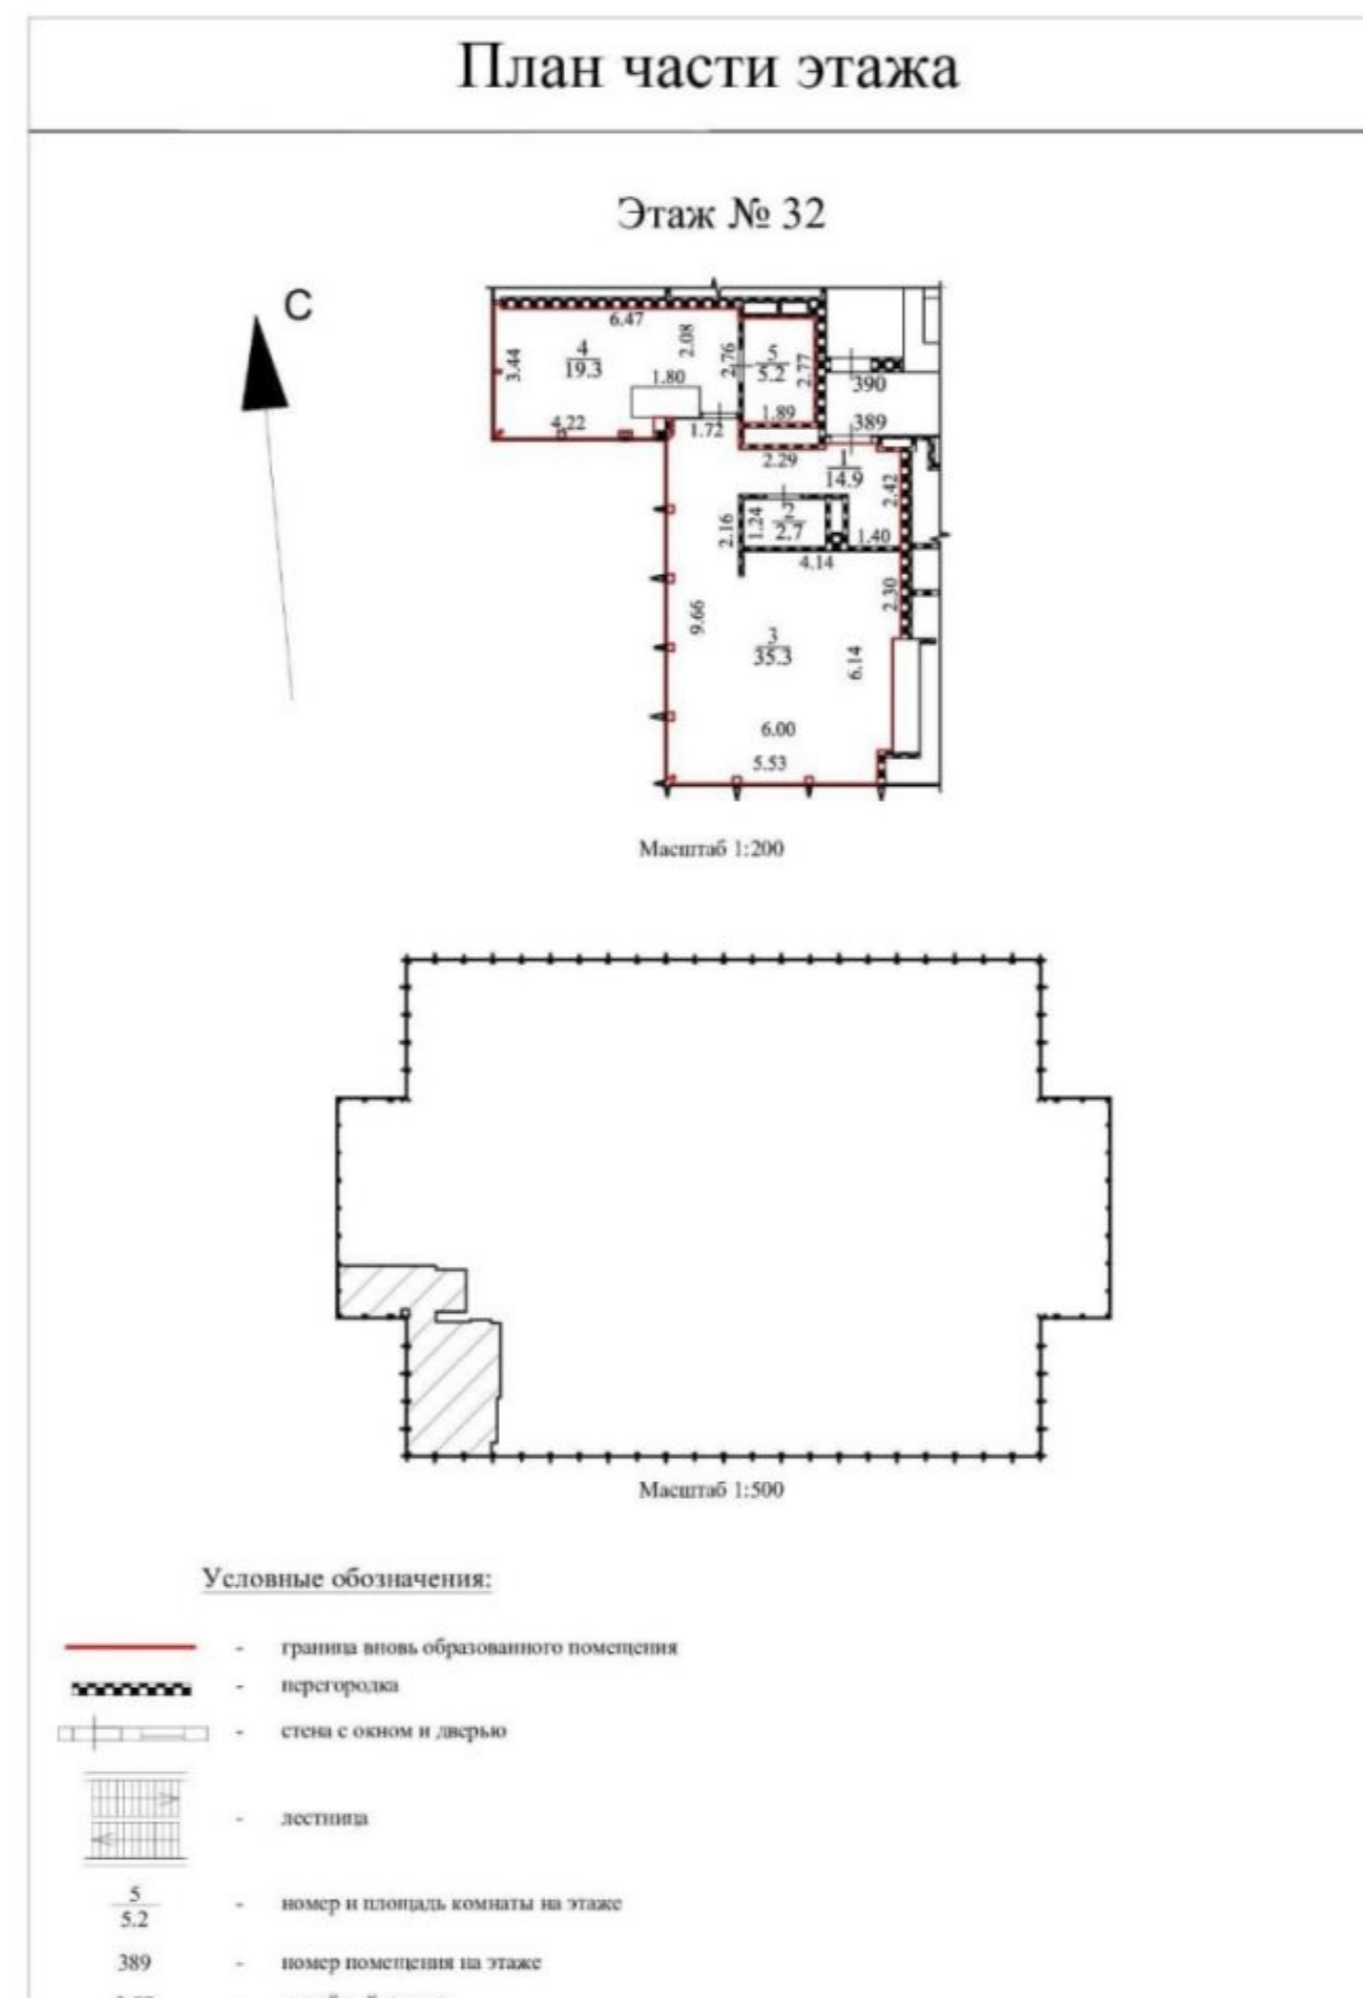 План части этажа
Этаж № 32
С
6.47
2.08
4
19.3
3.44
2.76
5
5.2
2.77
390
1.80
1.89
389
4.22
1.72
2.29
1
14.9
2.42
2.16
1.24
2
2.7
1.40
4.14
2.30
9.66
3
35.3
6.14
6.00
5.53
Масштаб 1:200
Масштаб 1:500
Условные обозначения:
- граница вновь образованного помещения
- перегородка
- стена с окном и дверью
- лестница
5
5.2
- номер и площадь комнаты на этаже
389 - номер помещения на этаже